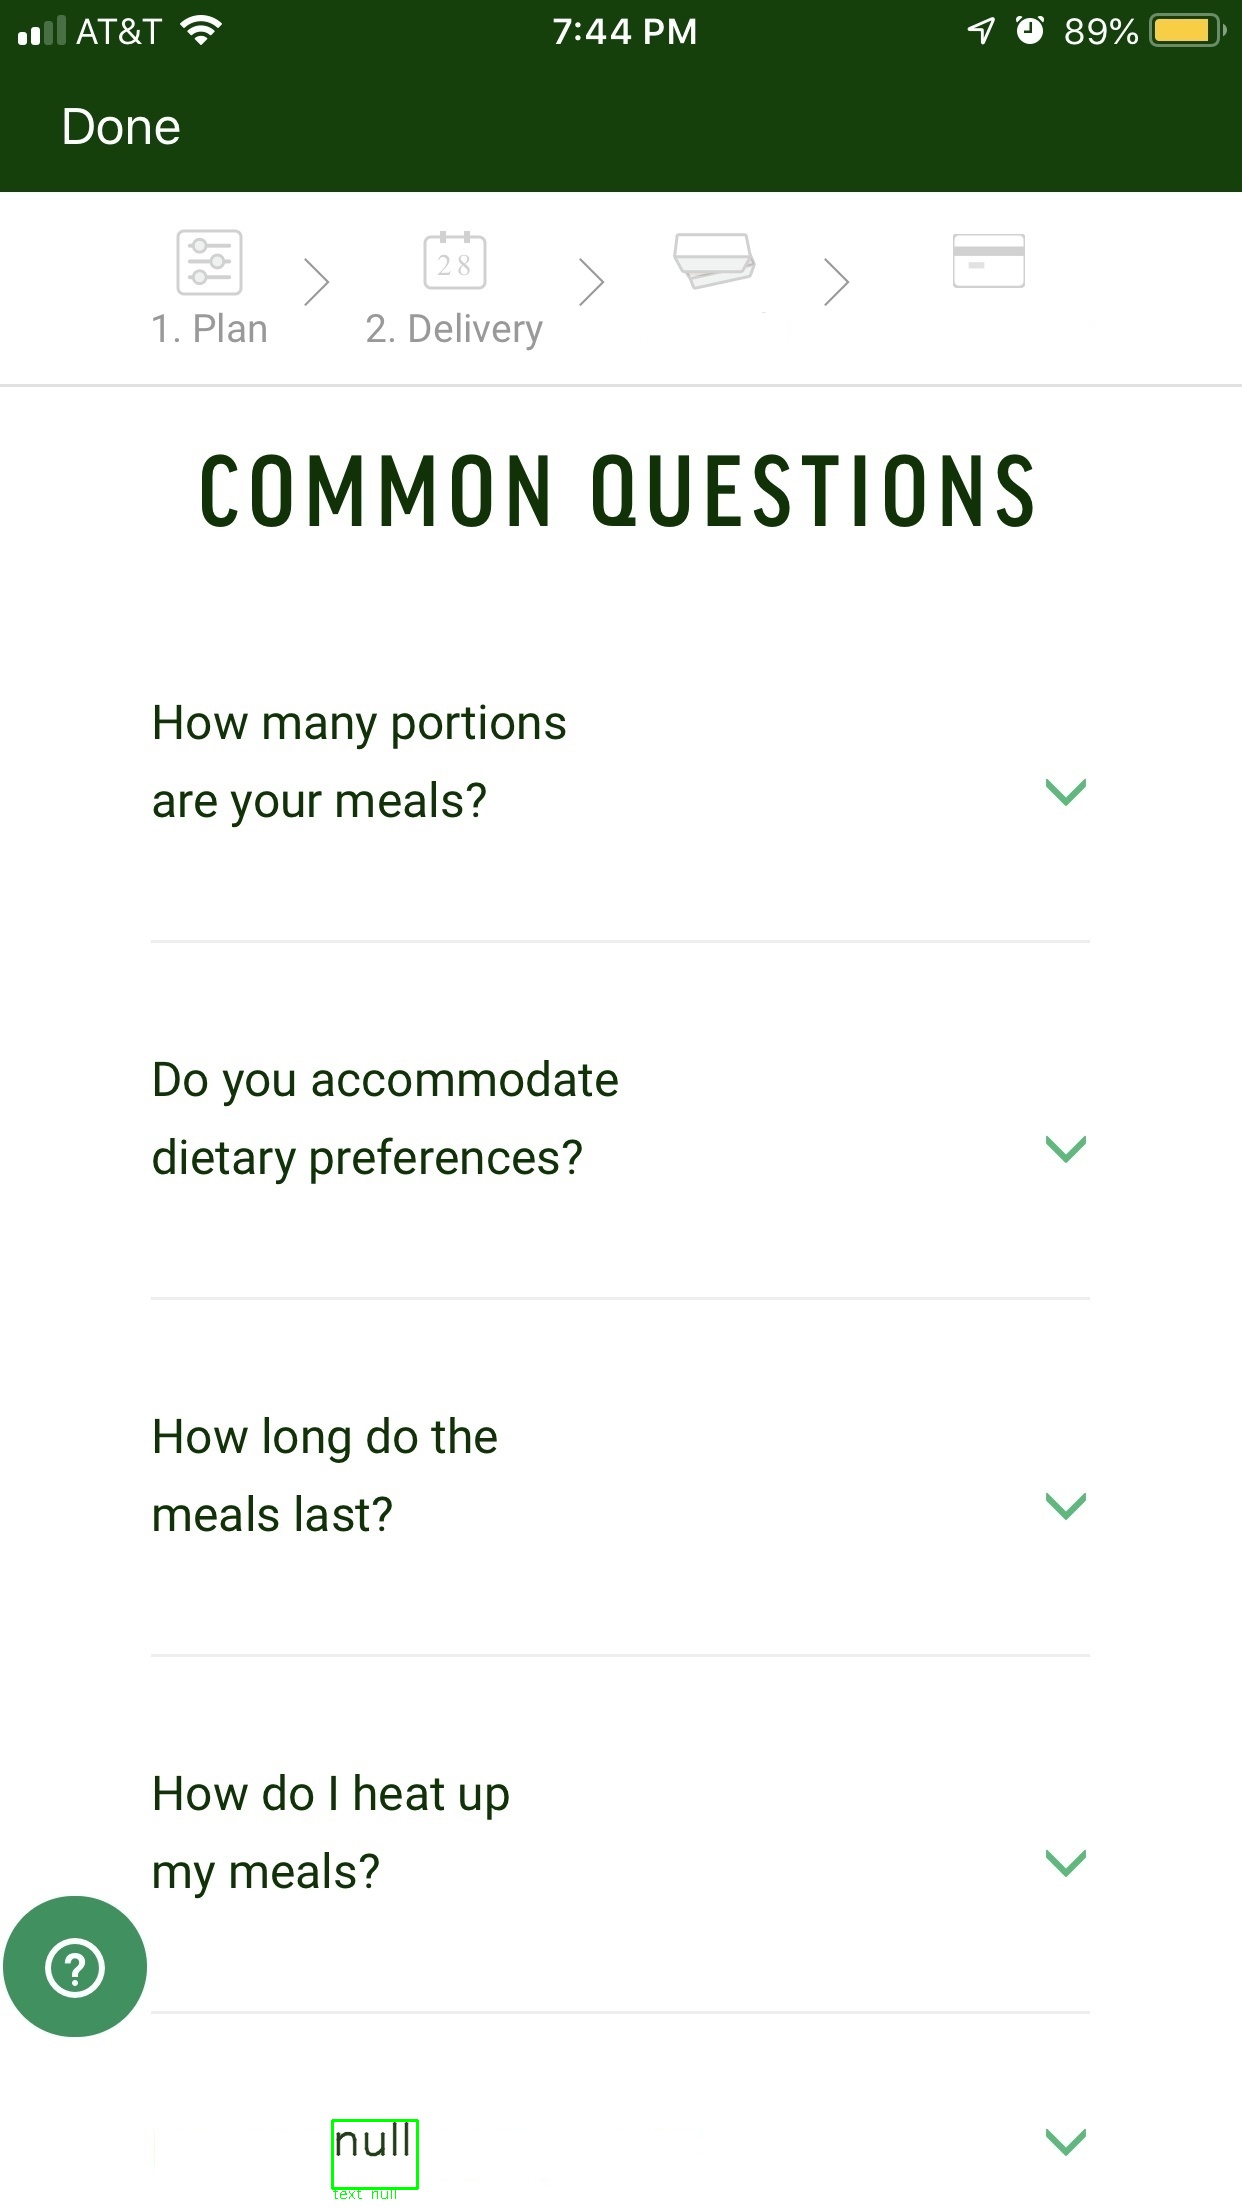 AT&T 7:44 PM 89%
Done
28
1. Plan
2. Delivery
COMMON QUESTIONS
How many portions
are your meals?
Do you accommodate
dietary preferences?
How long do the
meals last?
How do I heat up
my meals?
?
null
text null